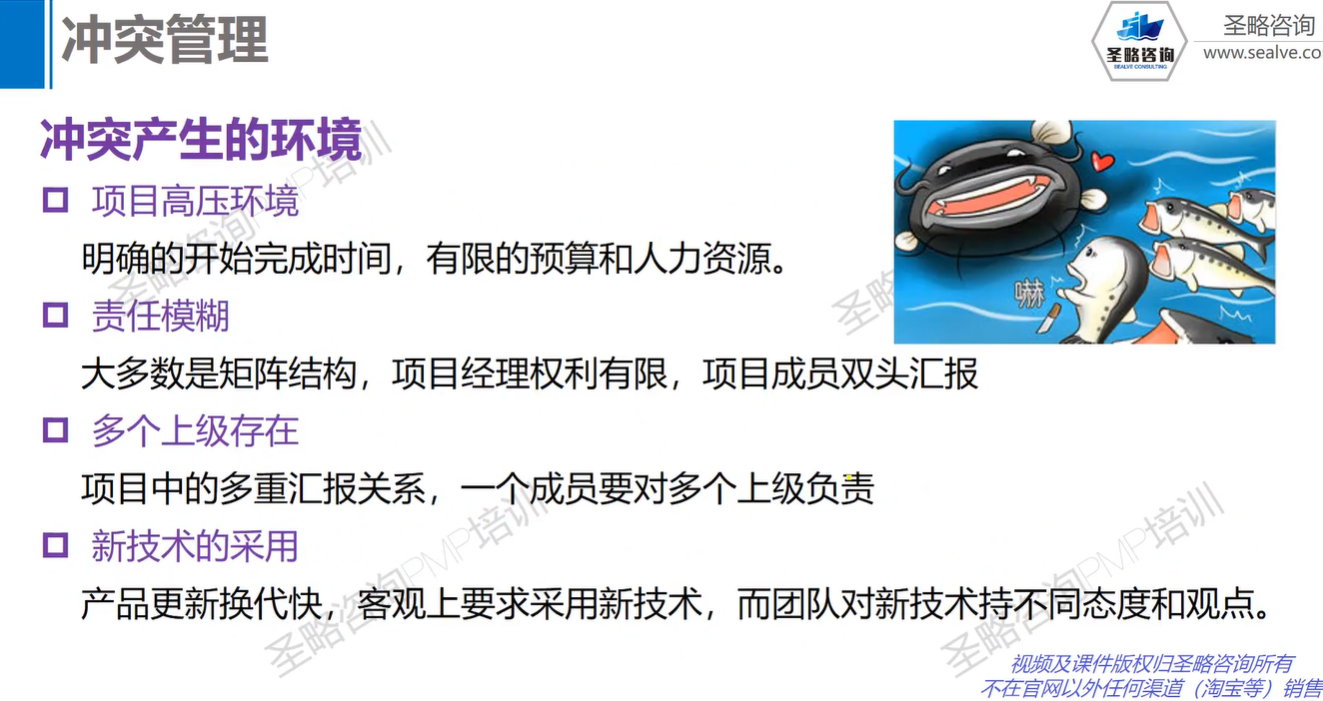 冲突管理
圣略咨询
SEALVE CONSULTING
圣略咨询
www.sealve.co
冲突产生的环境
项目高压环境
明确的开始完成时间，有限的预算和人力资源。
责任模糊
大多数是矩阵结构，项目经理权利有限，项目成员双头汇报
多个上级存在
项目中的多重汇报关系，一个成员要对多个上级负责
新技术的采用
产品更新换代快，客观上要求采用新技术，而团队对新技术持不同态度和观点。
嚇
圣略咨询PMP培训
圣略
圣略咨询PMP培训
圣略咨询PMP培训
视频及课件版权归圣略咨询所有
不在官网以外任何渠道（淘宝等）销售